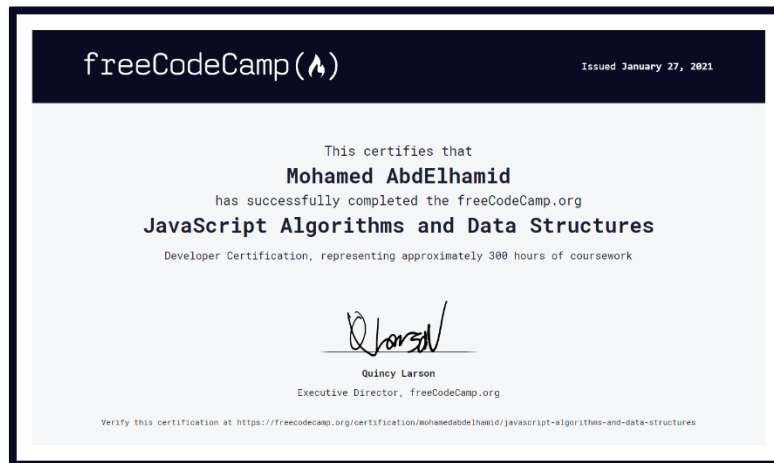 freeCodeCamp(🔥)
Issued January 27, 2021
This certifies that
Mohamed AbdElhamid
has successfully completed the freeCodeCamp.org
JavaScript Algorithms and Data Structures
Developer Certification, representing approximately 300 hours of coursework
Q Larson
Quincy Larson
Executive Director, freeCodeCamp.org
Verify this certification at https://freecodecamp.org/certification/mohamedabdelhamid/javascript-algorithms-and-data-structures